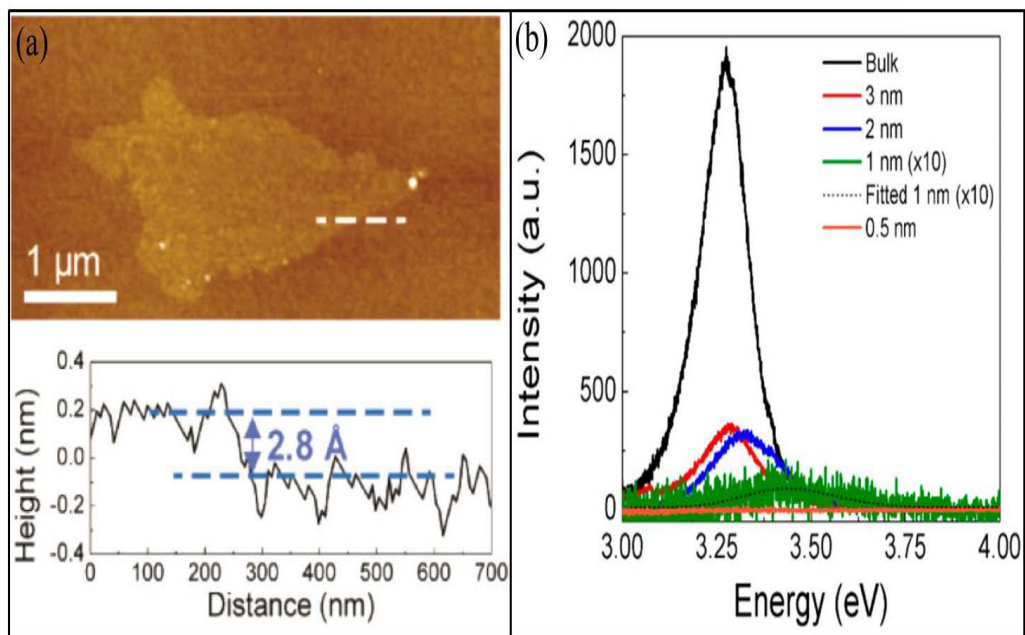 (a)
1 μm
Height (nm)
0.4
0.2
0.0
-0.2
-0.4
2.8 Å
0 100 200 300 400 500 600 700
Distance (nm)
(b)
Intensity (a.u.)
2000
1500
1000
500
0
Bulk
3 nm
2 nm
1 nm (x10)
Fitted 1 nm (x10)
0.5 nm
3.00 3.25 3.50 3.75 4.00
Energy (eV)